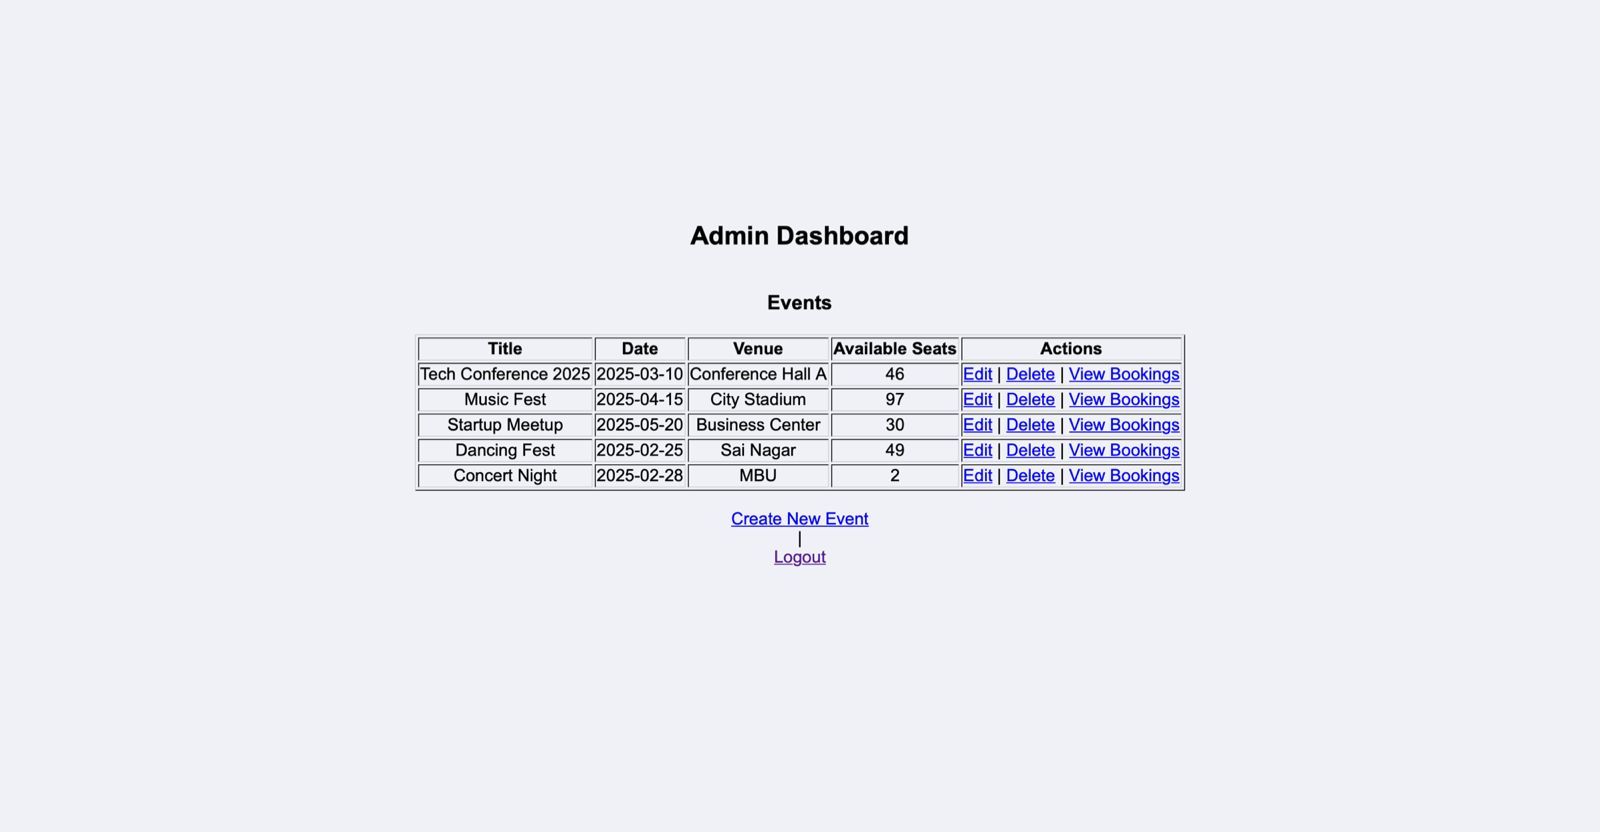 Admin Dashboard
Events
Title Date Venue Available Seats Actions
Tech Conference 2025 2025-03-10 Conference Hall A 46 Edit | Delete | View Bookings
Music Fest 2025-04-15 City Stadium 97 Edit | Delete | View Bookings
Startup Meetup 2025-05-20 Business Center 30 Edit | Delete | View Bookings
Dancing Fest 2025-02-25 Sai Nagar 49 Edit | Delete | View Bookings
Concert Night 2025-02-28 MBU 2 Edit | Delete | View Bookings
Create New Event
|
Logout